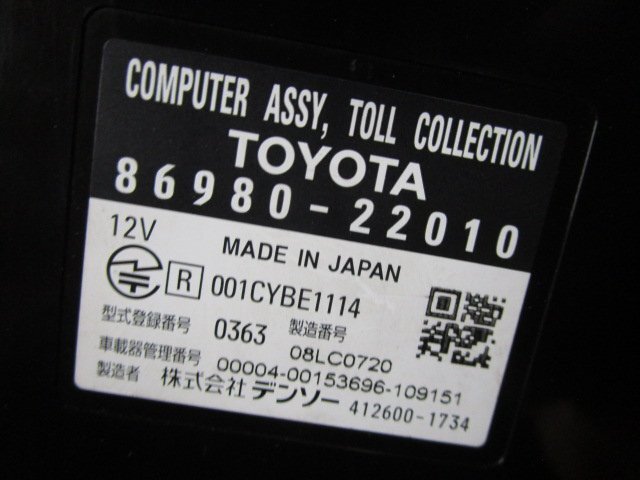 COMPUTER ASSY, TOLL COLLECTION
TOYOTA
86980-22010
12V
MADE IN JAPAN
R 001CYBE1114
型式登録番号 0363 製造番号 08LC0720
車載器管理番号 00004-00153696-109151
製造者 株式会社 デンソー 412600-1734